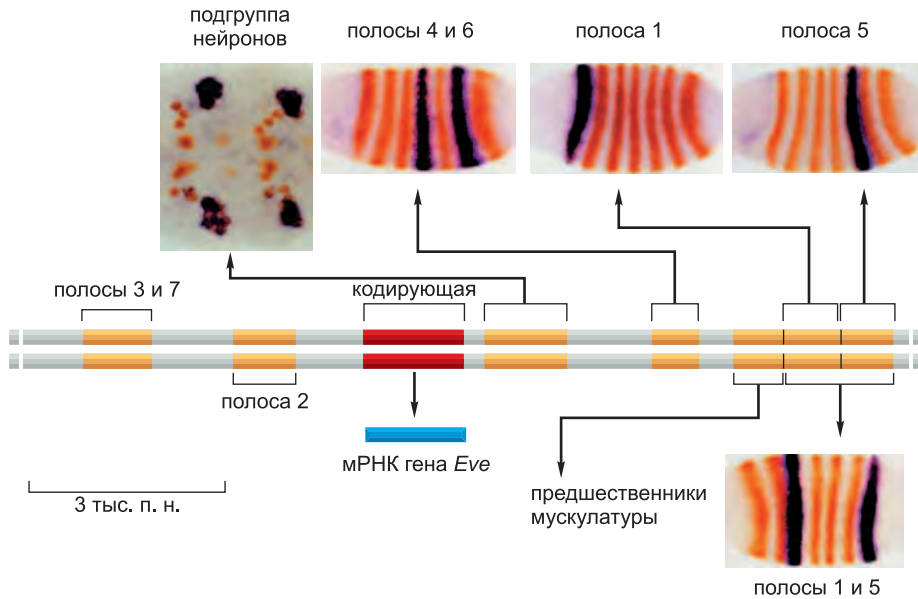 подгруппа
нейронов
полосы 4 и 6
полоса 1
полоса 5
полосы 3 и 7
кодирующая
полоса 2
мРНК гена Eve
3 тыс. п. н.
предшественники
мускулатуры
полосы 1 и 5